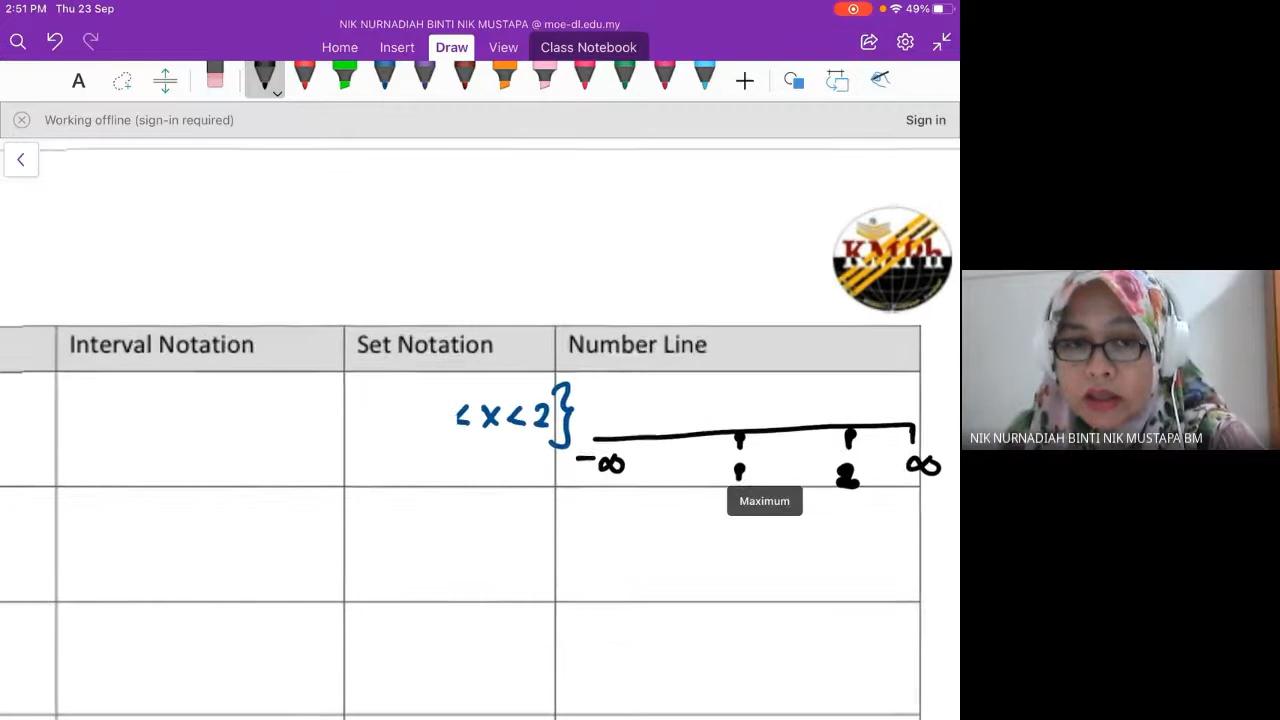 2:51 PM Thu 23 Sep
49%
NIK NURNADIAH BINTI NIK MUSTAPA @ moe-dl.edu.my
Home Insert Draw View Class Notebook
A
Working offline (sign-in required) Sign in
KMPh
Interval Notation Set Notation Number Line
< x < 2}
-∞ 1 2 ∞
Maximum
NIK NURNADIAH BINTI NIK MUSTAPA BM